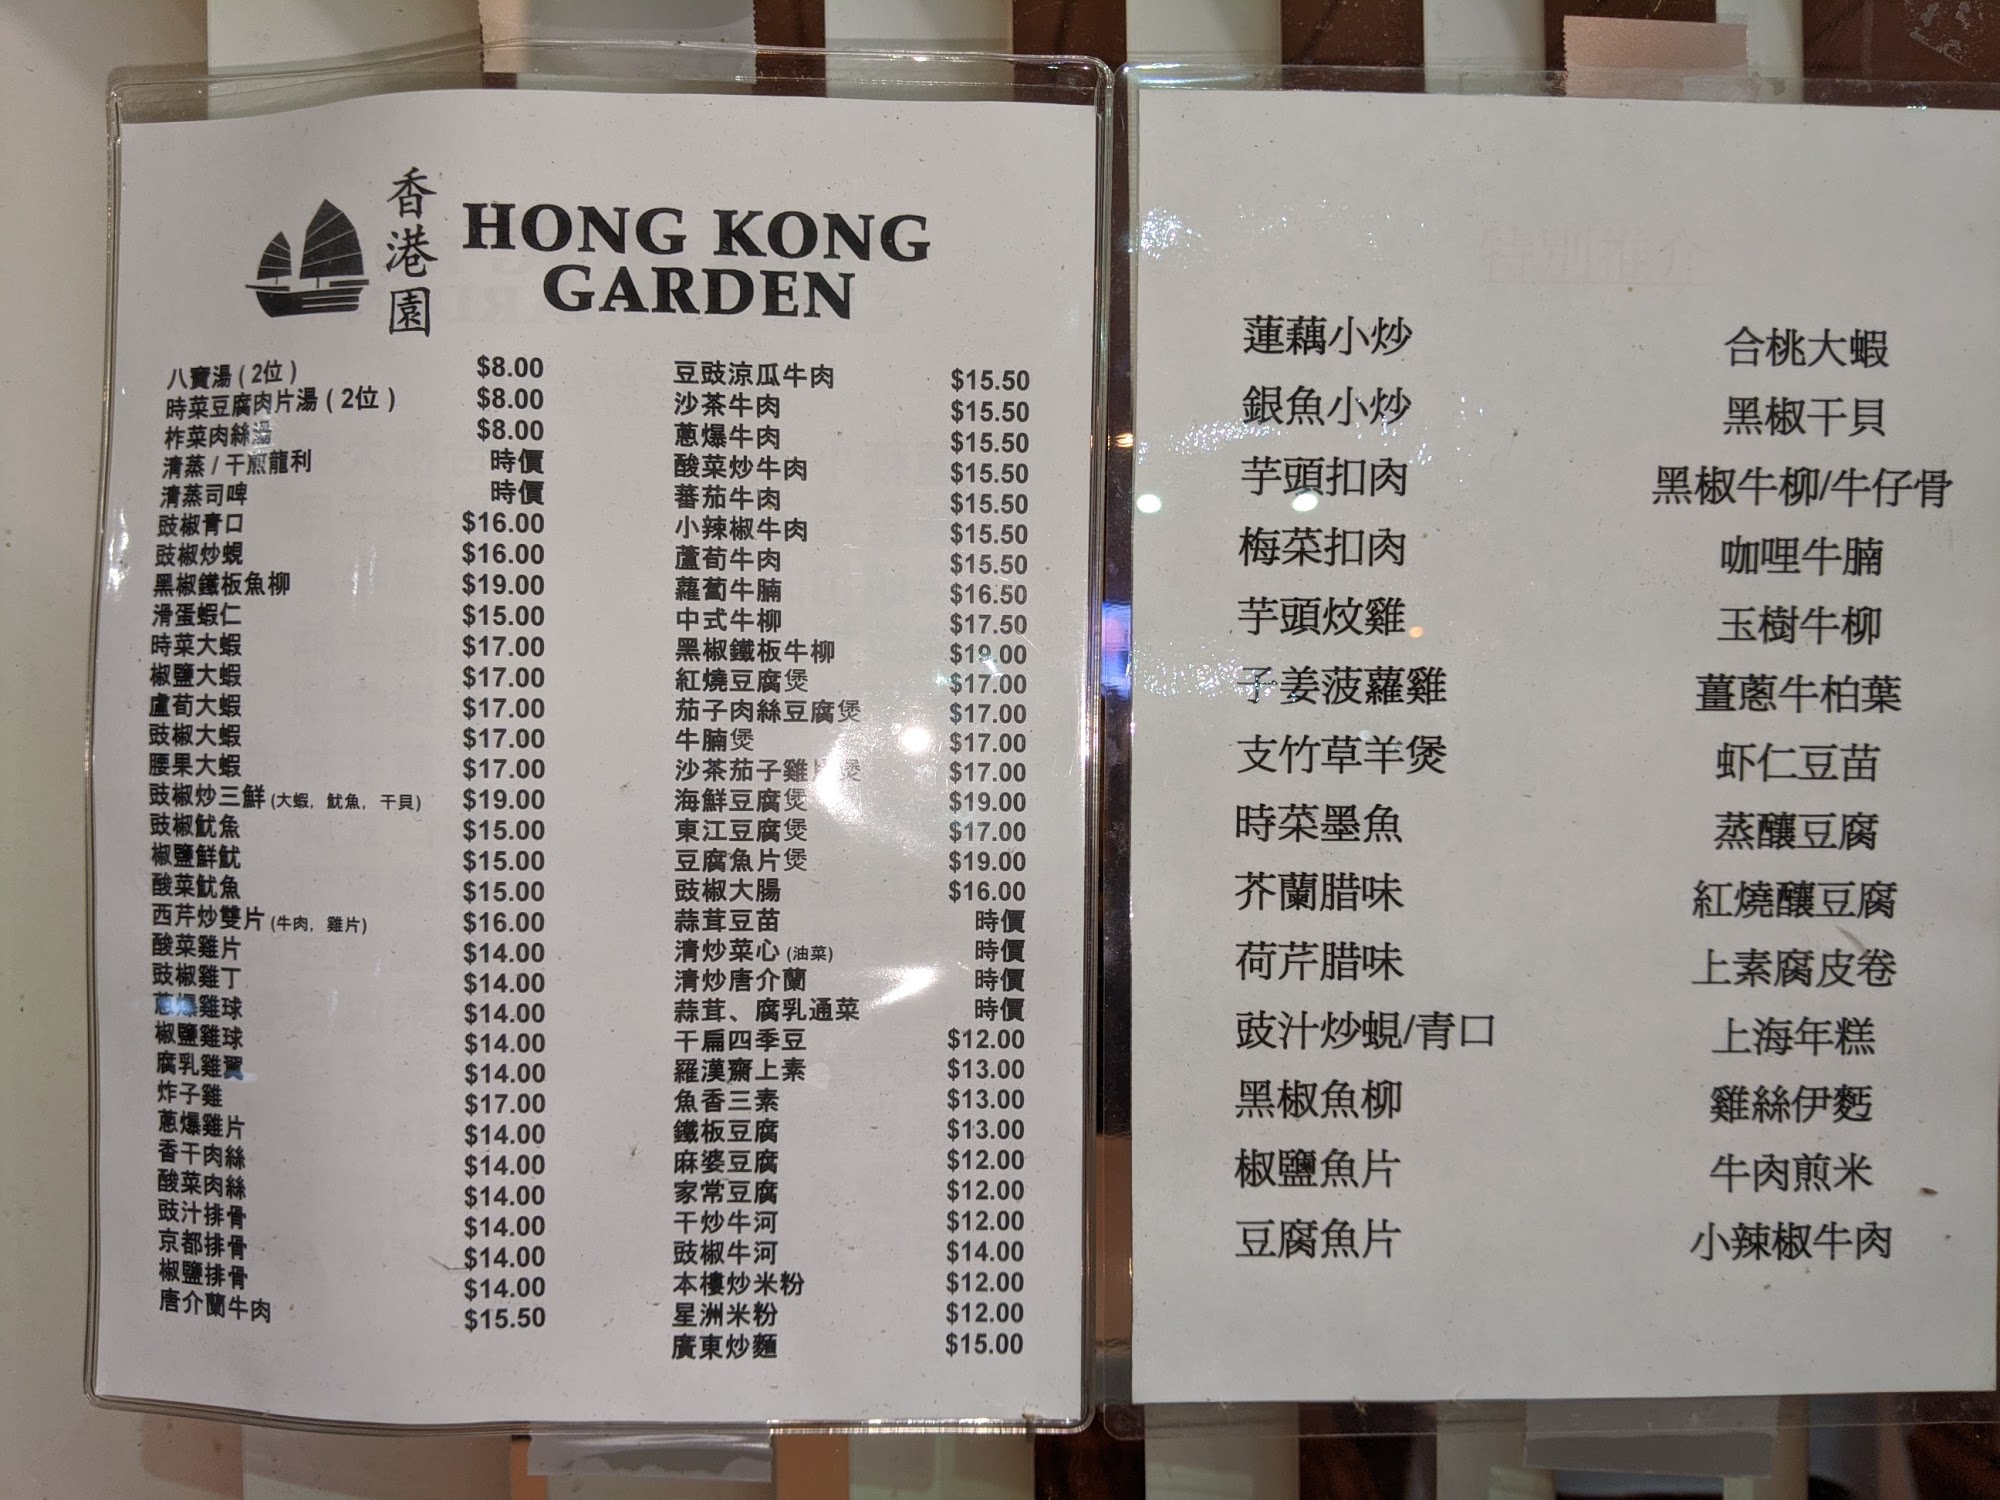 香港園
HONG KONG
GARDEN
八寶湯 ( 2位 ) $8.00
時菜豆腐肉片湯 ( 2位 ) $8.00
柞菜肉絲湯 $8.00
清蒸 / 干煎龍利 時價
清蒸司啤 時價
豉椒青口 $16.00
豉椒炒蜆 $16.00
黑椒鐵板魚柳 $19.00
滑蛋蝦仁 $15.00
時菜大蝦 $17.00
椒鹽大蝦 $17.00
盧荀大蝦 $17.00
豉椒大蝦 $17.00
腰果大蝦 $17.00
豉椒炒三鮮 (大蝦, 魷魚, 干貝) $19.00
豉椒魷魚 $15.00
椒鹽鮮魷 $15.00
酸菜魷魚 $15.00
西芹炒雙片 (牛肉, 雞片) $16.00
酸菜雞片 $14.00
豉椒雞丁 $14.00
蔥爆雞球 $14.00
椒鹽雞球 $14.00
腐乳雞翼 $14.00
炸子雞 $17.00
蔥爆雞片 $14.00
香干肉絲 $14.00
酸菜肉絲 $14.00
豉汁排骨 $14.00
京都排骨 $14.00
椒鹽排骨 $14.00
唐介蘭牛肉 $15.50
豆豉涼瓜牛肉 $15.50
沙茶牛肉 $15.50
蔥爆牛肉 $15.50
酸菜炒牛肉 $15.50
蕃茄牛肉 $15.50
小辣椒牛肉 $15.50
蘆荀牛肉 $15.50
蘿蔔牛腩 $16.50
中式牛柳 $17.50
黑椒鐵板牛柳 $19.00
紅燒豆腐煲 $17.00
茄子肉絲豆腐煲 $17.00
牛腩煲 $17.00
沙茶茄子雞煲 $17.00
海鮮豆腐煲 $19.00
東江豆腐煲 $17.00
豆腐魚片煲 $19.00
豉椒大腸 $16.00
蒜茸豆苗 時價
清炒菜心 (油菜) 時價
清炒唐介蘭 時價
蒜茸、腐乳通菜 時價
干扁四季豆 $12.00
羅漢齋上素 $13.00
魚香三素 $13.00
鐵板豆腐 $13.00
麻婆豆腐 $12.00
家常豆腐 $12.00
干炒牛河 $12.00
豉椒牛河 $14.00
本樓炒米粉 $12.00
星洲米粉 $12.00
廣東炒麵 $15.00
特別推介
蓮藕小炒
銀魚小炒
芋頭扣肉
梅菜扣肉
芋頭炆雞
子姜菠蘿雞
支竹草羊煲
時菜墨魚
芥蘭腊味
荷芹腊味
豉汁炒蜆/青口
黑椒魚柳
椒鹽魚片
豆腐魚片
合桃大蝦
黑椒干貝
黑椒牛柳/牛仔骨
咖哩牛腩
玉樹牛柳
薑蔥牛柏葉
虾仁豆苗
蒸釀豆腐
紅燒釀豆腐
上素腐皮卷
上海年糕
雞絲伊麪
牛肉煎米
小辣椒牛肉